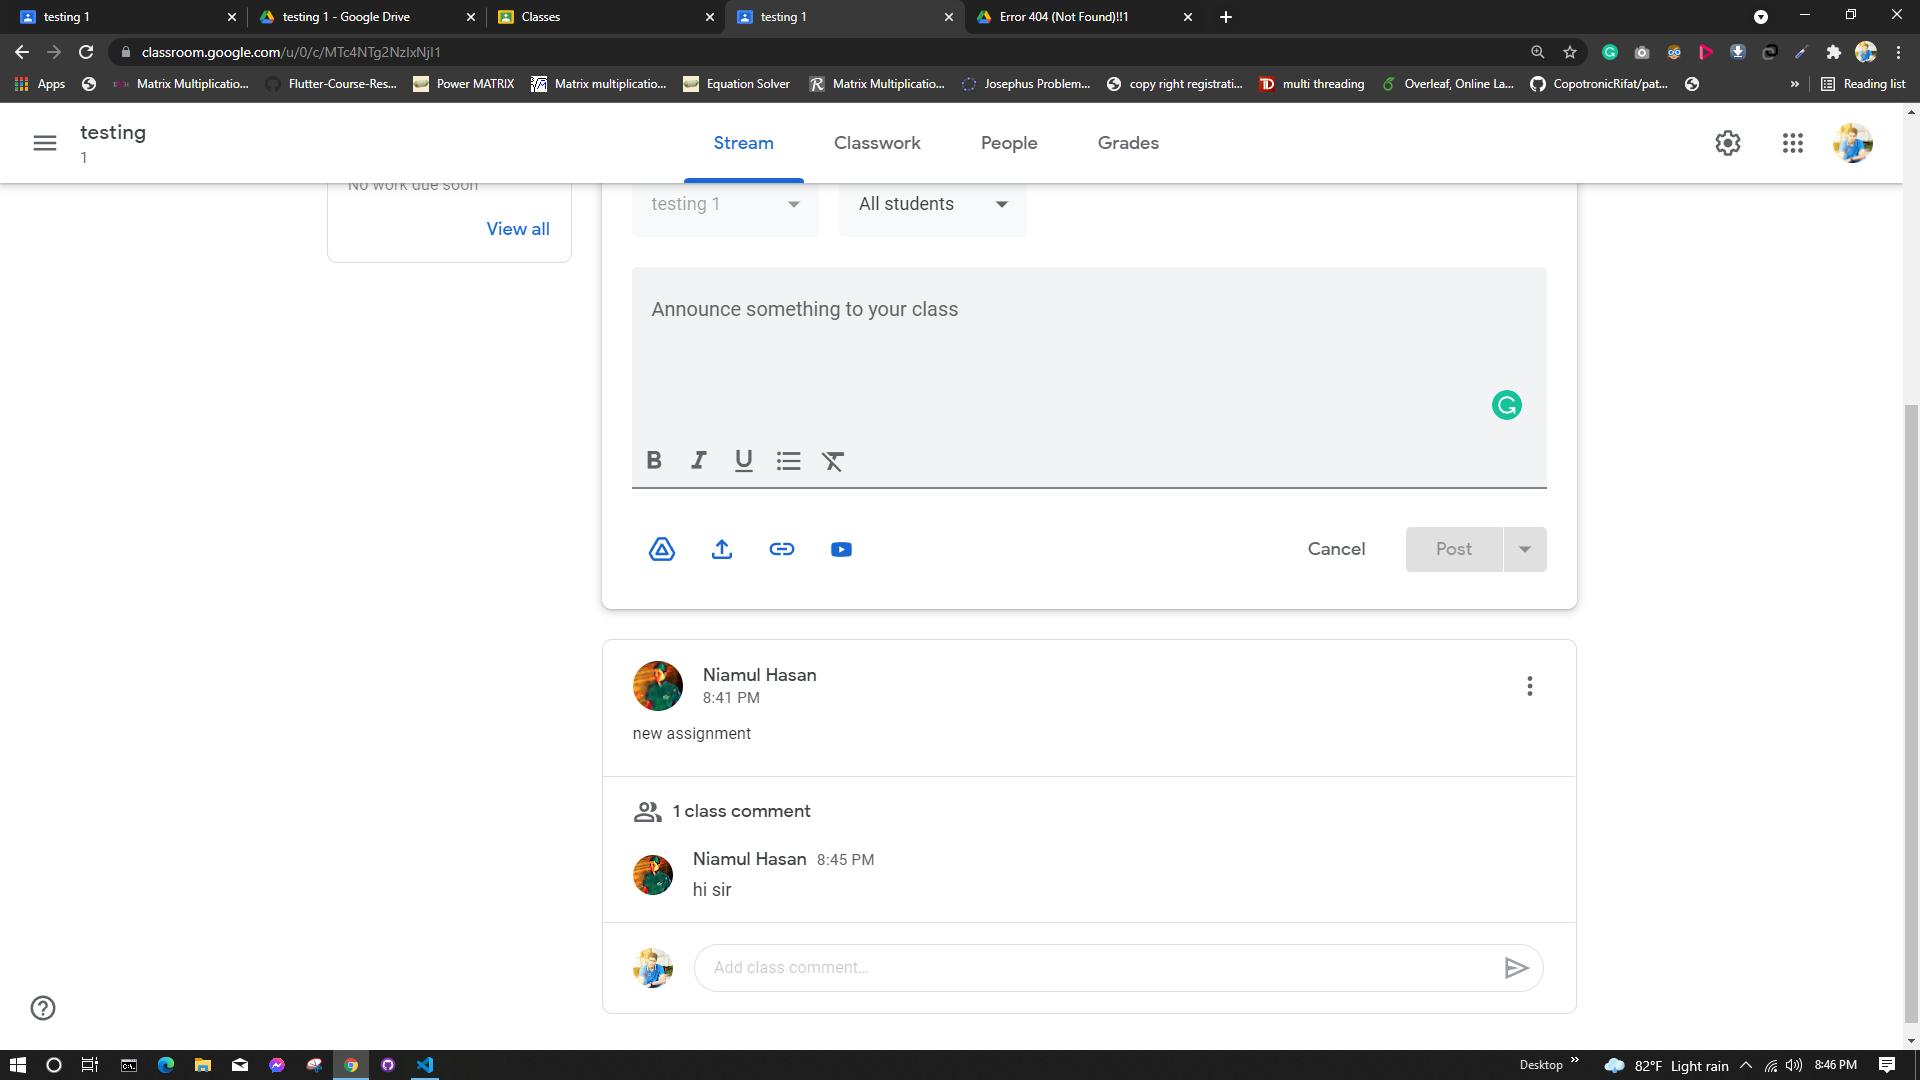 testing 1
testing 1 - Google Drive
Classes
testing 1
Error 404 (Not Found)!!1
classroom.google.com/u/0/c/MTc4NTg2NzIxNjI1
Apps
Matrix Multiplicatio...
Flutter-Course-Res...
Power MATRIX
Matrix multiplicatio...
Equation Solver
Matrix Multiplicatio...
Josephus Problem...
copy right registrati...
multi threading
Overleaf, Online La...
CopotronicRifat/pat...
»
Reading list
testing
1
Stream
Classwork
People
Grades
No work due soon
View all
testing 1
All students
Announce something to your class
B I U
Cancel
Post
Niamul Hasan
8:41 PM
new assignment
1 class comment
Niamul Hasan 8:45 PM
hi sir
Add class comment...
Desktop
»
82°F Light rain
8:46 PM